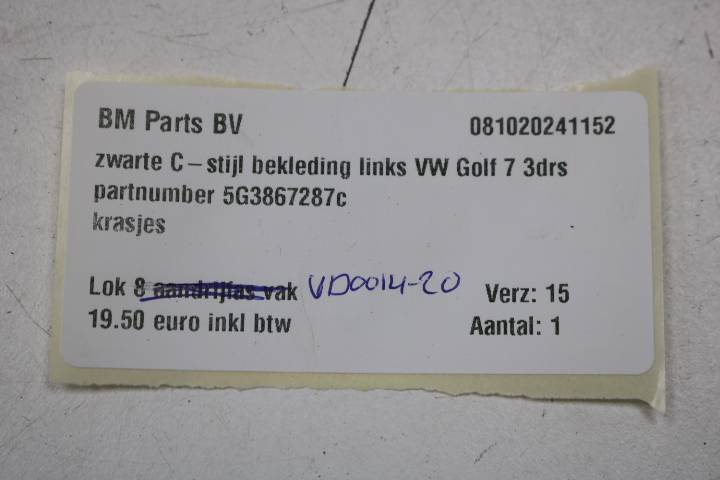 BM Parts BV 081020241152
zwarte C-stijl bekleding links VW Golf 7 3drs
partnumber 5G3867287c
krasjes
Lok 8 aandrijfas vak VD0014-20 Verz: 15
19.50 euro inkl btw Aantal: 1